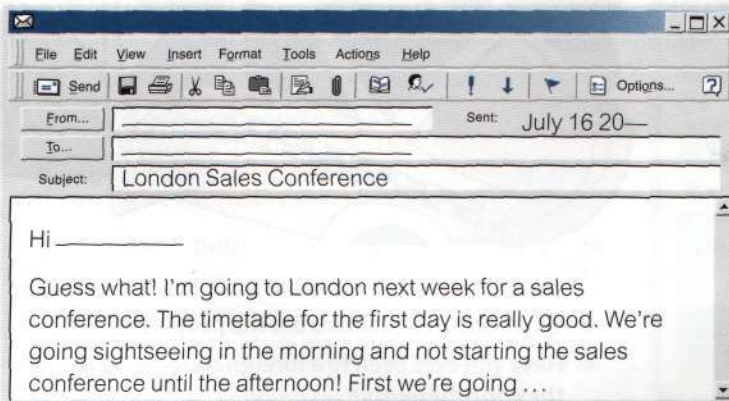 File Edit View Insert Format Tools Actions Help
Send Options...
From... Sent: July 16 20—
To...
Subject: London Sales Conference
Hi
Guess what! I'm going to London next week for a sales
conference. The timetable for the first day is really good. We're
going sightseeing in the morning and not starting the sales
conference until the afternoon! First we're going ...